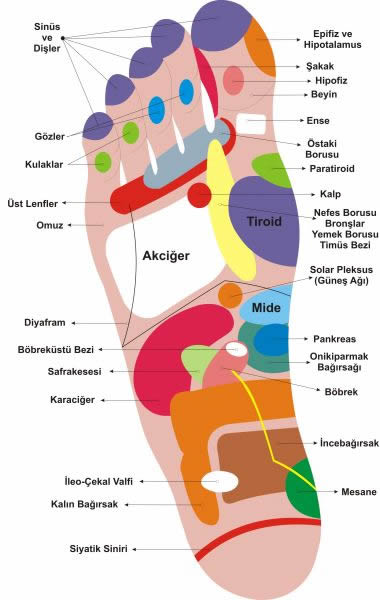 Sinüs
ve
Dişler
Epifiz ve
Hipotalamus
Şakak
Hipofiz
Beyin
Ense
Gözler
Östaki
Borusu
Kulaklar
Paratiroid
Üst Lenfler
Kalp
Omuz
Tiroid
Nefes Borusu
Bronşlar
Yemek Borusu
Timüs Bezi
Akciğer
Solar Pleksus
(Güneş Ağı)
Mide
Diyafram
Pankreas
Böbreküstü Bezi
Onikiparmak
Bağırsağı
Safrakesesi
Böbrek
Karaciğer
İncebağırsak
İleo-Çekal Valfi
Mesane
Kalın Bağırsak
Siyatik Siniri